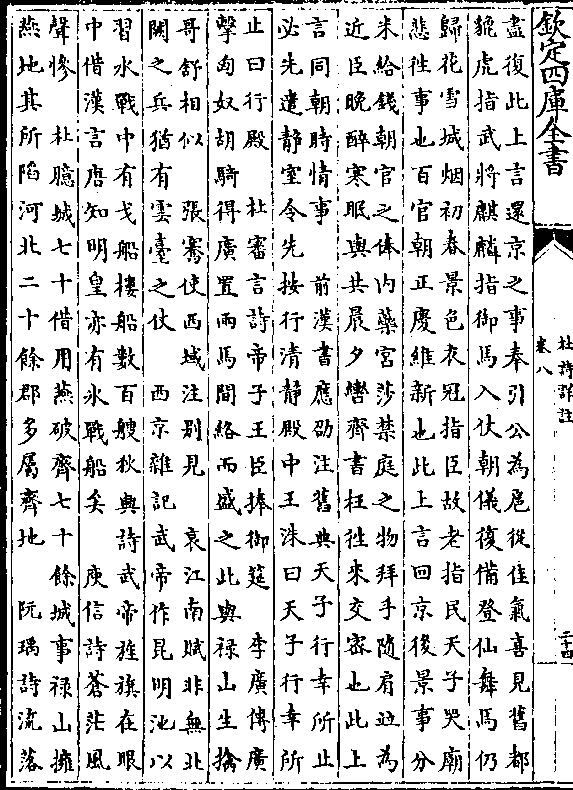 欽定四庫全書
杜詩詳註
卷八
二十四
盡復此上言還京之事奉引公為扈從佳氣喜見舊都
貔虎指武將麒麟指御馬入仗朝儀復備登仙舞馬仍
歸花雪城烟初春景色衣冠指臣故老指民天子哭廟
悲往事也百官朝正慶維新也此上言回京後景事分
米給錢朝官之俸内藥宮莎禁庭之物拜手隨肩迨為
近臣晚醉寒眠與共晨夕轡齊書枉往來交密也此上
言同朝時情事　前漢書應劭注舊典天子行幸所止
必先遣静室令先按行清静殿中王洙曰天子行幸所
止曰行殿　杜審言詩帝子王臣捧御筵　李廣傳廣
擊匈奴胡騎得廣置兩馬間絡而盛之此與禄山生擒
哥舒相似　張騫使西域注别見　哀江南賦非無北
闕之兵猶有雲臺之仗　西京雜記武帝作昆明池以
習水戰中有戈船樓船數百艘秋興詩武帝旌旗在眼
中借漢言唐知明皇亦有水戰船矣　庾信詩蒼茫風
聲慘　杜臆城七十借用燕破齊七十餘城事禄山擁
燕地其所陷河北二十餘郡多屬齊地　阮瑀詩流落